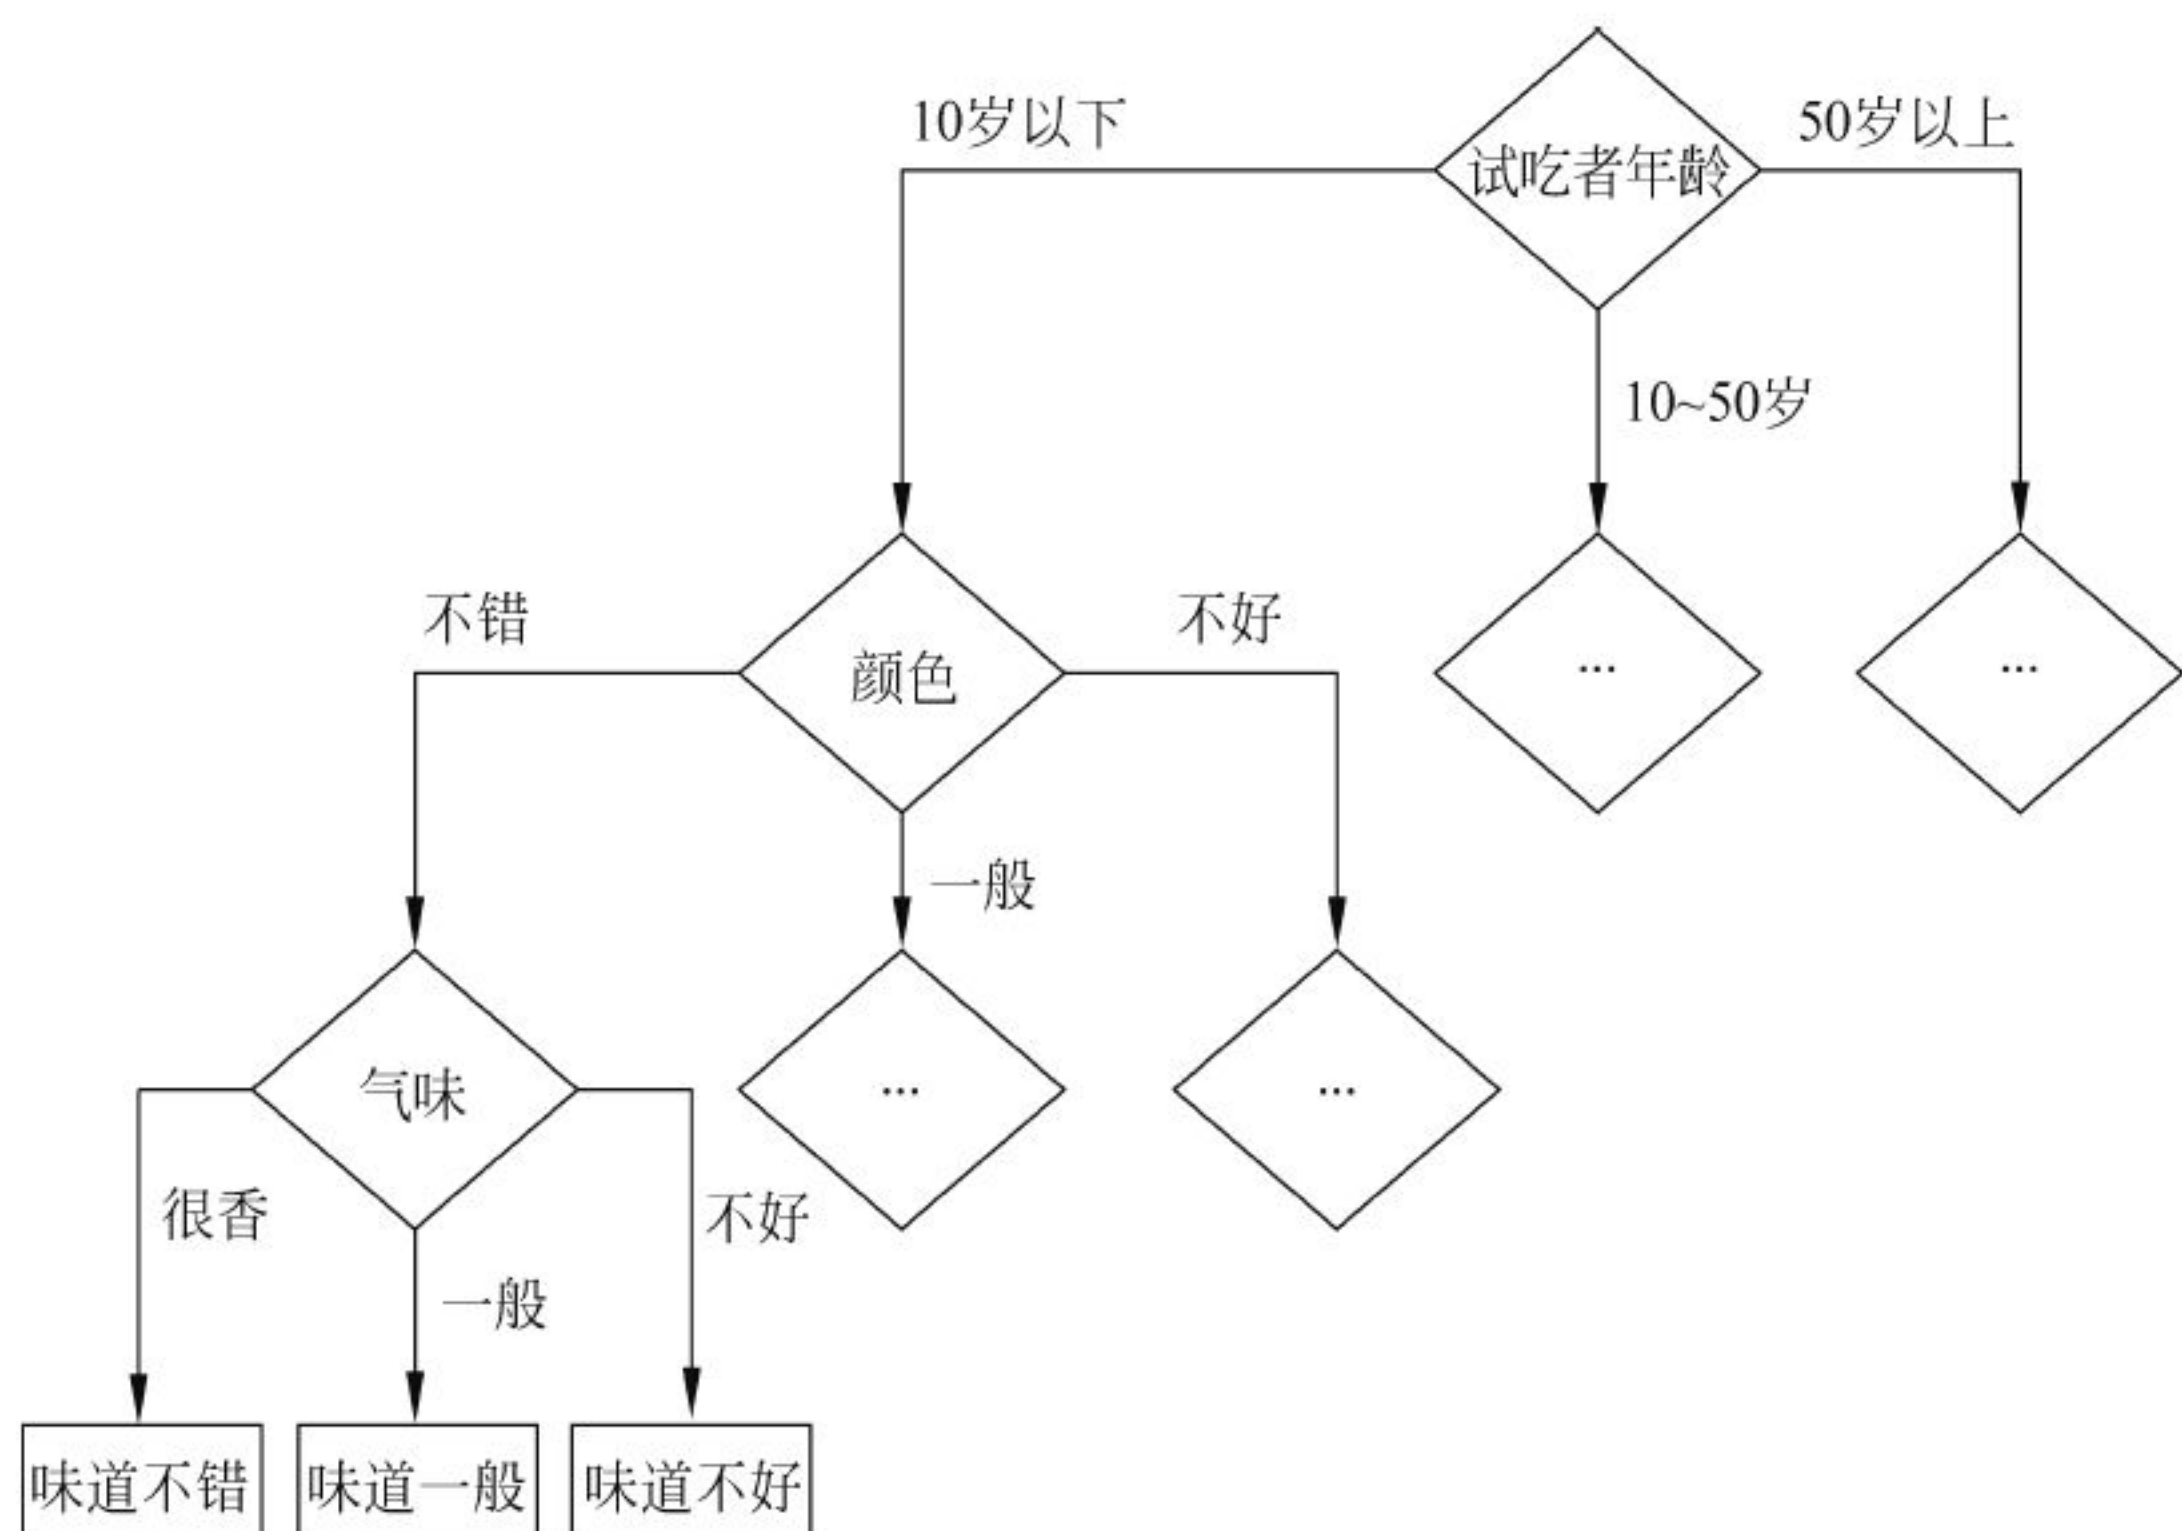 10岁以下
50岁以上
试吃者年龄
10~50岁
不错
不好
颜色
...
...
一般
气味
...
...
很香
不好
一般
味道不错
味道一般
味道不好